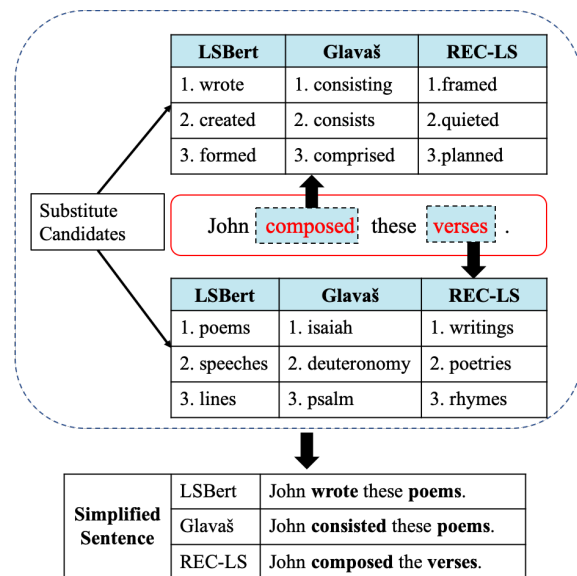 LSBert Glavaš REC-LS
1. wrote 1. consisting 1.framed
2. created 2. consists 2.quieted
3. formed 3. comprised 3.planned
Substitute
Candidates
John composed these verses .
LSBert Glavaš REC-LS
1. poems 1. isaiah 1. writings
2. speeches 2. deuteronomy 2. poetries
3. lines 3. psalm 3. rhymes
Simplified
Sentence
LSBert John wrote these poems.
Glavaš John consisted these poems.
REC-LS John composed the verses.